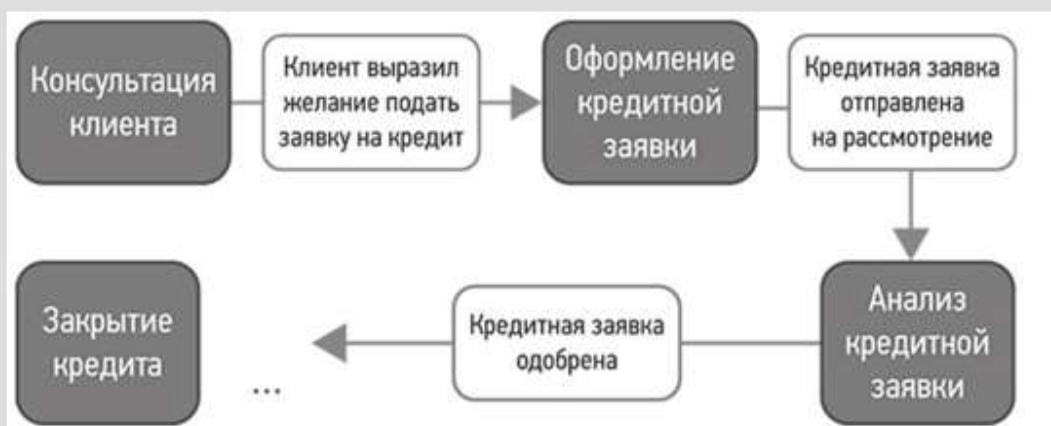 Консультация
клиента
Клиент выразил
желание подать
заявку на кредит
Оформление
кредитной
заявки
Кредитная заявка
отправлена
на рассмотрение
Анализ
кредитной
заявки
Кредитная заявка
одобрена
...
Закрытие
кредита